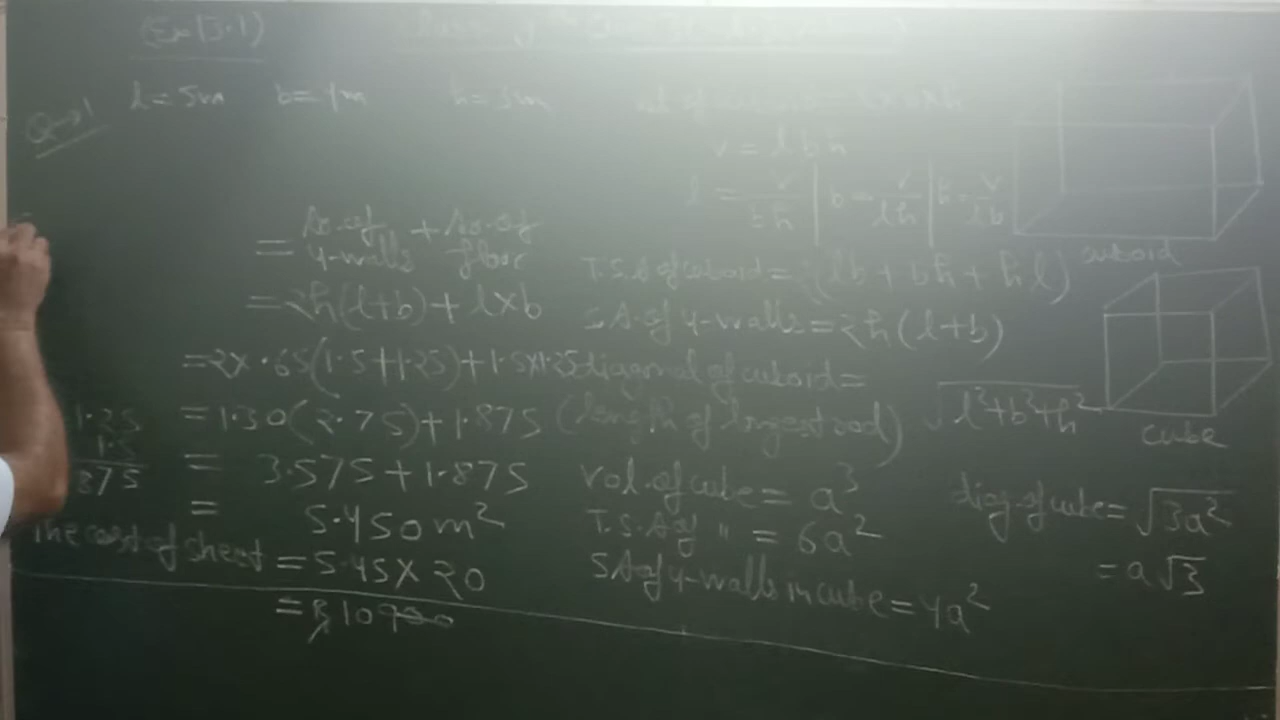 (Ex-13.1)
Q→1
l = 5m b = 4m h = 3m
= Ar. of 4-walls + Ar. of floor
= 2h(l+b) + l×b
= 2×.65(1.5+1.25)+1.5×1.25
= 1.30(2.75)+1.875
= 3.575+1.875
= 5.450m²
The cost of sheet = 5.45×20
= ₹109
1.25
1.5
875
v = lbh
l = v/bh | b = v/lh | h = v/lb
T.S.A of cuboid = 2(lb + bh + hl)
S.A. of 4-walls = 2h(l+b)
diagonal of cuboid =
(length of longest rod) √l²+b²+h²
vol. of cube = a³
T.S.A of " = 6a²
S.A of 4-walls in cube = 4a²
diag. of cube = √3a²
= a√3
cuboid
cube